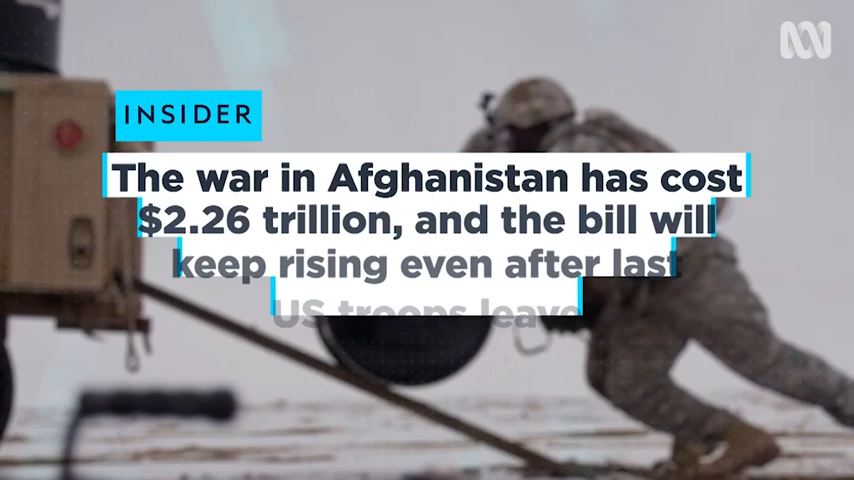 INSIDER
The war in Afghanistan has cost
$2.26 trillion, and the bill will
keep rising even after last
US troops leave